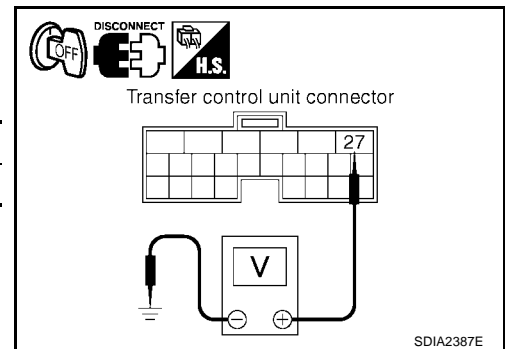 DISCONNECT
OFF
H.S.
Transfer control unit connector
27
V
− +
SDIA2387E